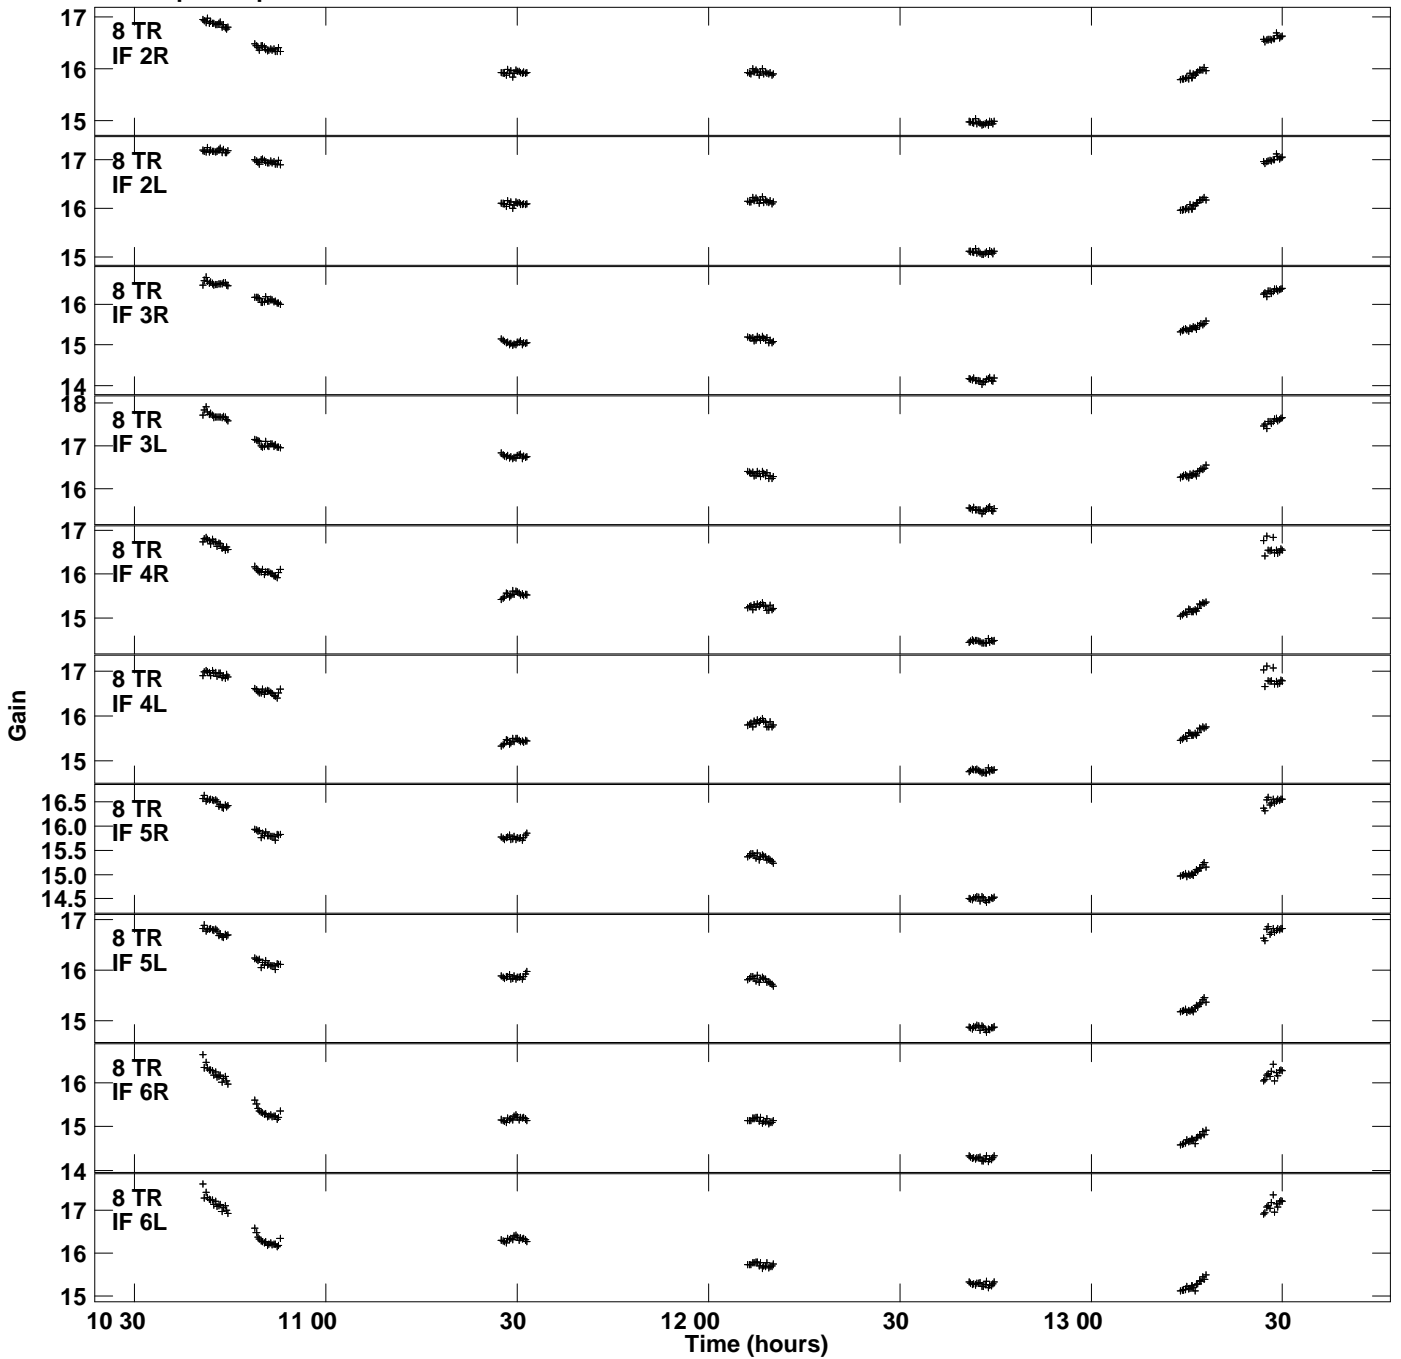 17
8 TR
IF 2R
16
15
17
8 TR
IF 2L
16
15
16
8 TR
IF 3R
15
14
18
8 TR
IF 3L
17
16
17
8 TR
IF 4R
16
15
17
8 TR
IF 4L
16
15
16.5
8 TR
IF 5R
16.0
15.5
15.0
14.5
17
8 TR
IF 5L
16
15
8 TR
IF 6R
16
15
14
8 TR
IF 6L
17
16
15
Gain
10 30 11 00 30 12 00 30 13 00 30
Time (hours)